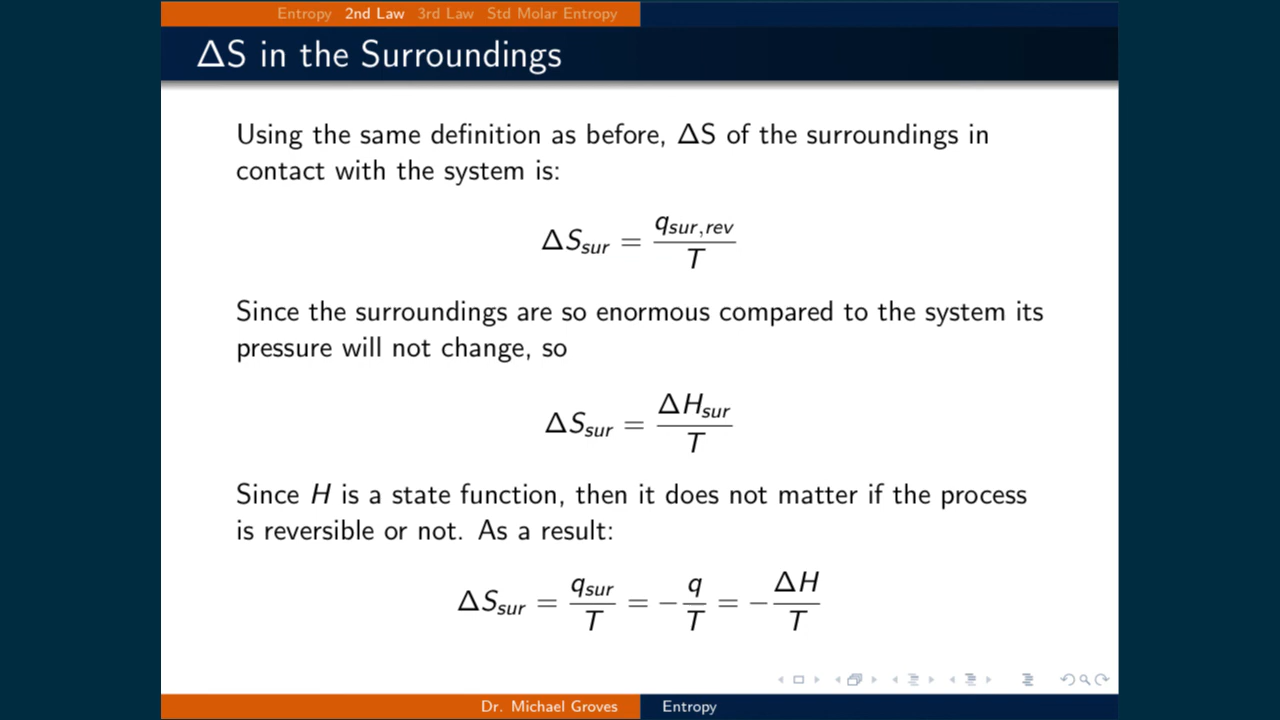 Entropy 2nd Law 3rd Law Std Molar Entropy
ΔS in the Surroundings
Using the same definition as before, ΔS of the surroundings in
contact with the system is:
ΔS_sur = q_sur,rev / T
Since the surroundings are so enormous compared to the system its
pressure will not change, so
ΔS_sur = ΔH_sur / T
Since H is a state function, then it does not matter if the process
is reversible or not. As a result:
ΔS_sur = q_sur / T = − q / T = − ΔH / T
Dr. Michael Groves Entropy